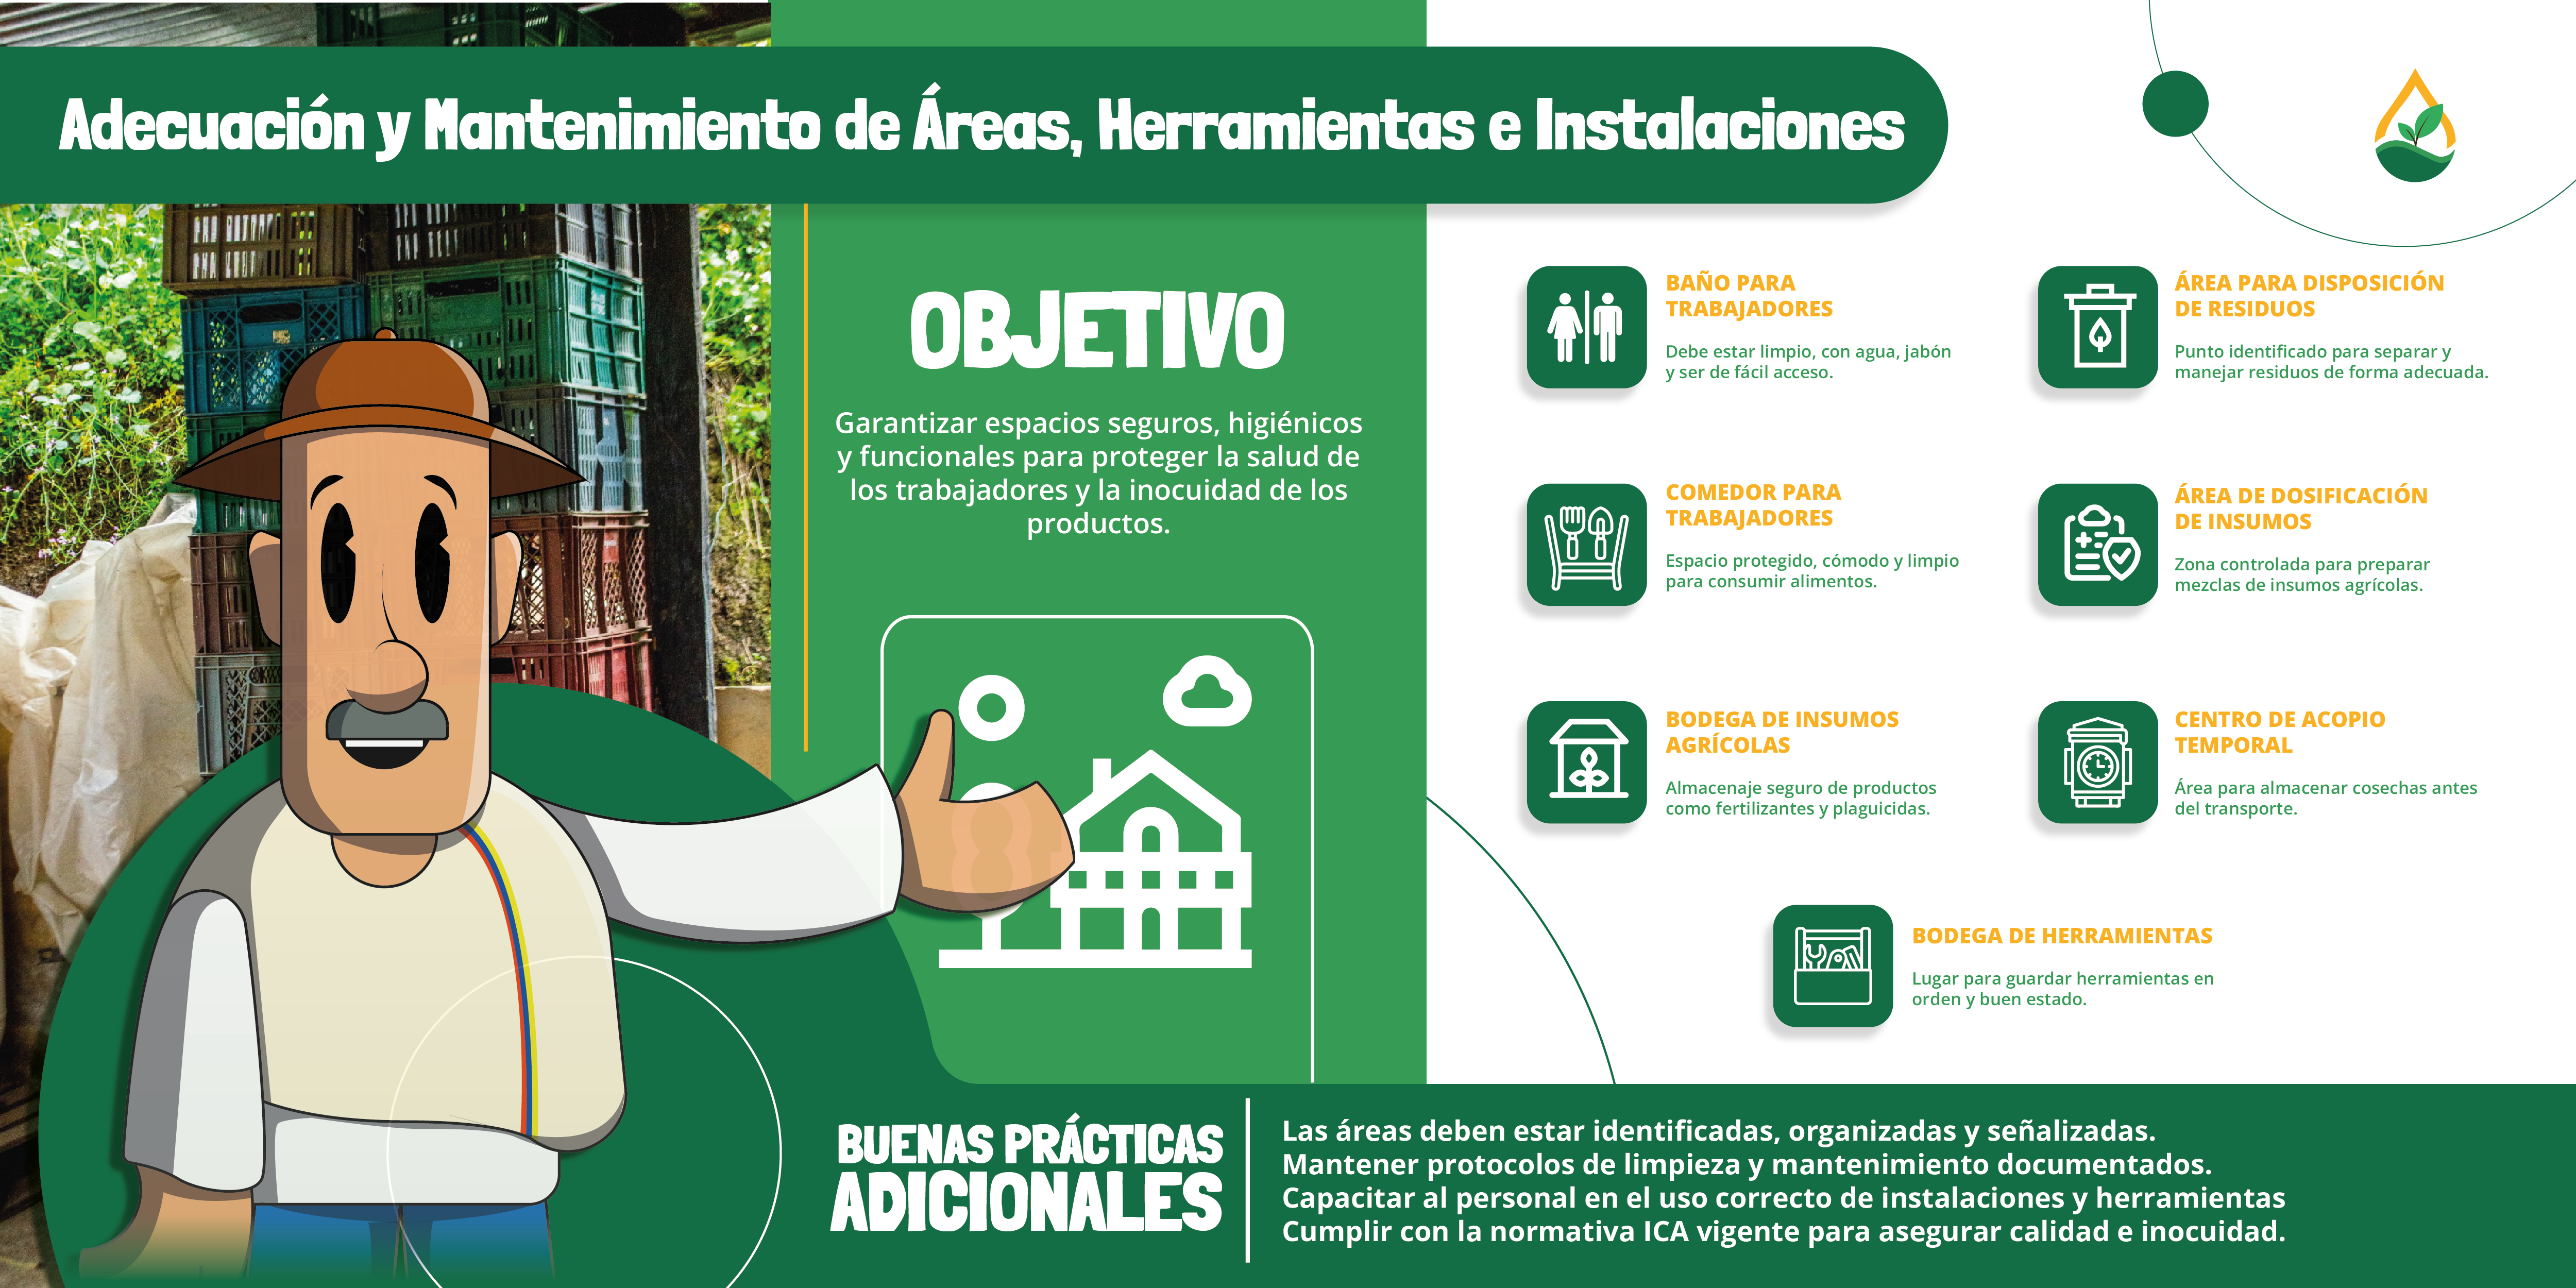 Adecuación y Mantenimiento de Áreas, Herramientas e Instalaciones
OBJETIVO
Garantizar espacios seguros, higiénicos
y funcionales para proteger la salud de
los trabajadores y la inocuidad de los
productos.
BAÑO PARA
TRABAJADORES
Debe estar limpio, con agua, jabón
y ser de fácil acceso.
ÁREA PARA DISPOSICIÓN
DE RESIDUOS
Punto identificado para separar y
manejar residuos de forma adecuada.
COMEDOR PARA
TRABAJADORES
Espacio protegido, cómodo y limpio
para consumir alimentos.
ÁREA DE DOSIFICACIÓN
DE INSUMOS
Zona controlada para preparar
mezclas de insumos agrícolas.
BODEGA DE INSUMOS
AGRÍCOLAS
Almacenaje seguro de productos
como fertilizantes y plaguicidas.
CENTRO DE ACOPIO
TEMPORAL
Área para almacenar cosechas antes
del transporte.
BODEGA DE HERRAMIENTAS
Lugar para guardar herramientas en
orden y buen estado.
BUENAS PRÁCTICAS
ADICIONALES
Las áreas deben estar identificadas, organizadas y señalizadas.
Mantener protocolos de limpieza y mantenimiento documentados.
Capacitar al personal en el uso correcto de instalaciones y herramientas
Cumplir con la normativa ICA vigente para asegurar calidad e inocuidad.